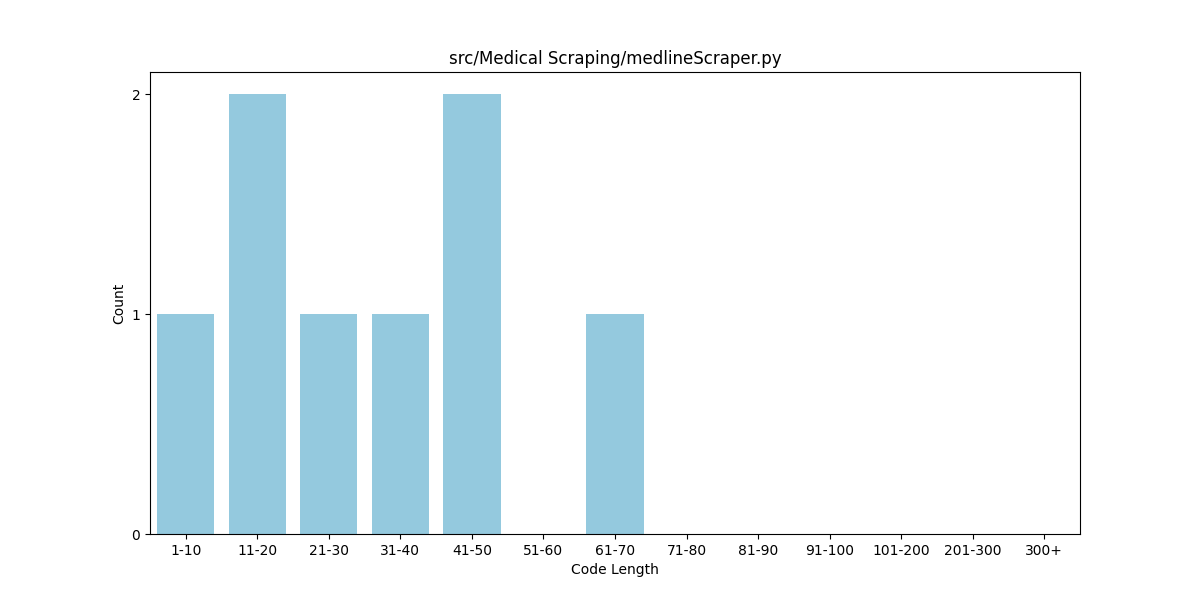 src/Medical Scraping/medlineScraper.py
2
1
0
Count
1-10 11-20 21-30 31-40 41-50 51-60 61-70 71-80 81-90 91-100 101-200 201-300 300+
Code Length